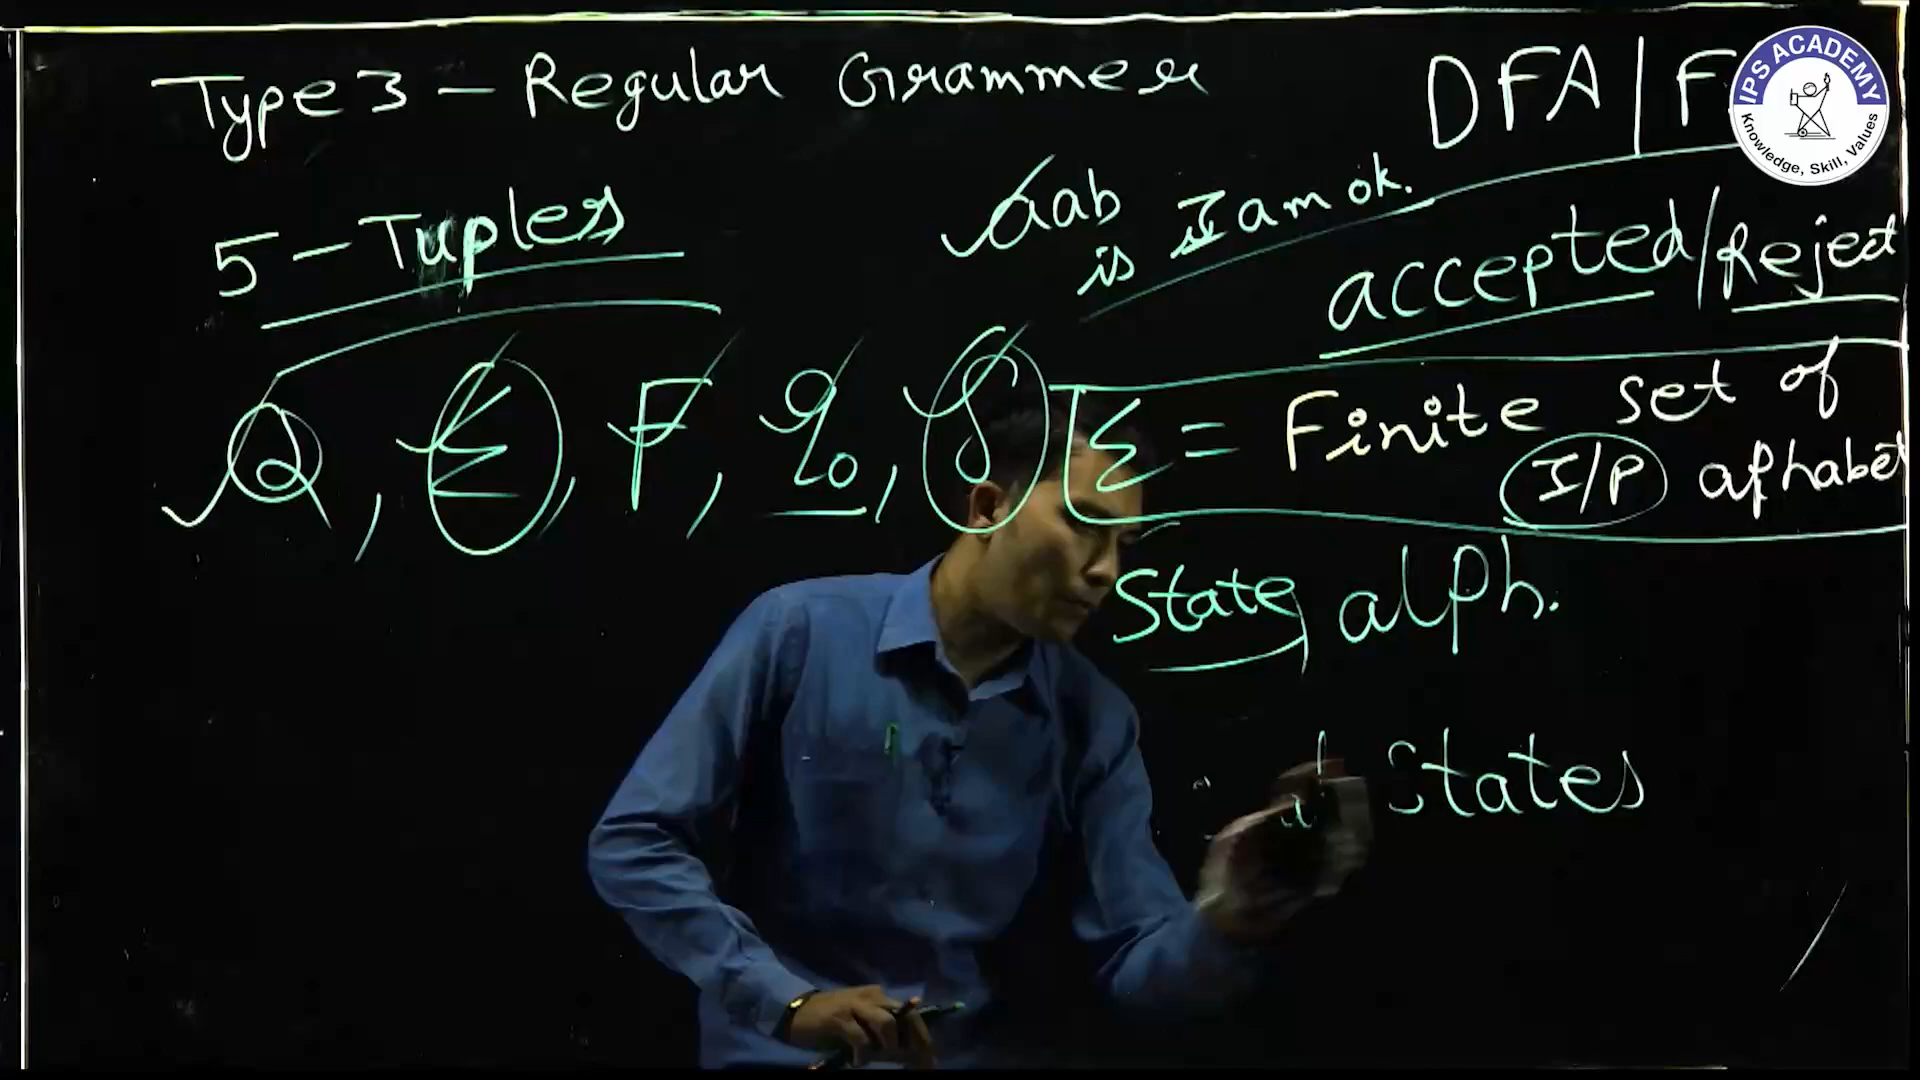 Type 3 - Regular Grammer
DFA | F
IPS ACADEMY
Knowledge, Skill, Values
5-Tuples
aab
is I am ok.
accepted/Reject
Q, Σ, F, q₀, δ
Σ = Finite set of
I/P alphabet
State, alph.
States